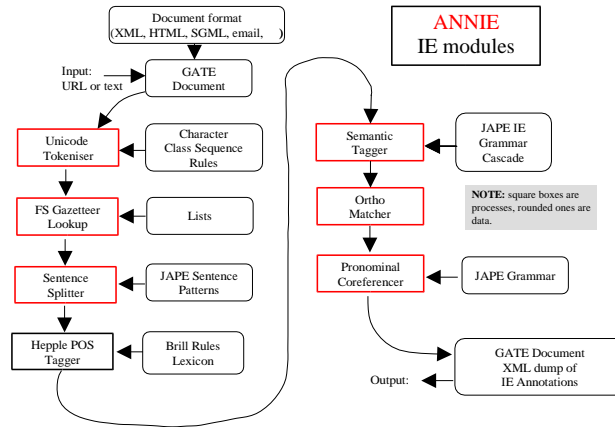 Document format
(XML, HTML, SGML, email, )
Input:
URL or text
GATE
Document
ANNIE
IE modules
Unicode
Tokeniser
Character
Class Sequence
Rules
FS Gazetteer
Lookup
Lists
Sentence
Splitter
JAPE Sentence
Patterns
Hepple POS
Tagger
Brill Rules
Lexicon
Semantic
Tagger
JAPE IE
Grammar
Cascade
Ortho
Matcher
NOTE: square boxes are
processes, rounded ones are
data.
Pronominal
Coreferencer
JAPE Grammar
Output:
GATE Document
XML dump of
IE Annotations